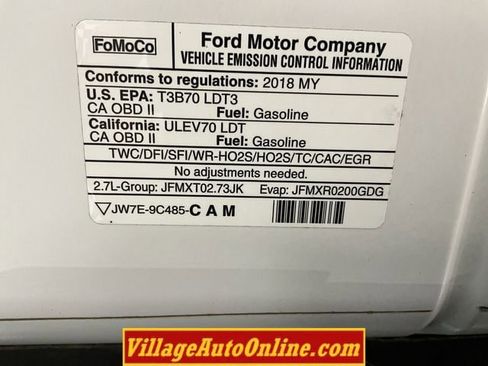 FoMoCo
Ford Motor Company
VEHICLE EMISSION CONTROL INFORMATION
Conforms to regulations: 2018 MY
U.S. EPA: T3B70 LDT3
CA OBD II Fuel: Gasoline
California: ULEV70 LDT
CA OBD II Fuel: Gasoline
TWC/DFI/SFI/WR-HO2S/HO2S/TC/CAC/EGR
No adjustments needed.
2.7L-Group: JFMXT02.73JK Evap: JFMXR0200GDG
JW7E-9C485-CAM
VillageAutoOnline.com